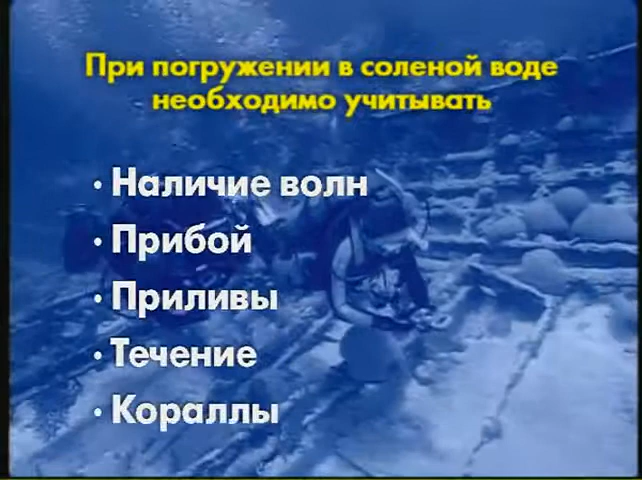 При погружении в соленой воде
необходимо учитывать
• Наличие волн
• Прибой
• Приливы
• Течение
• Кораллы